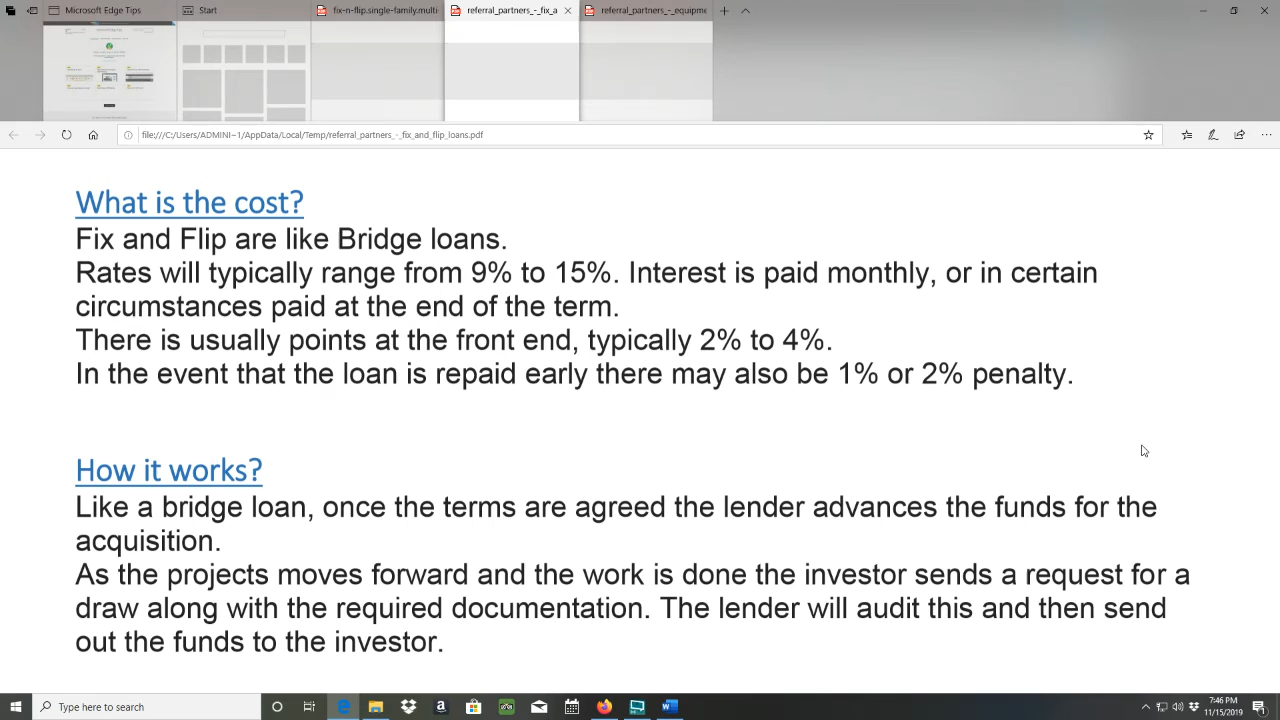 Microsoft Edge Tips
Start
fix-n-flip.single-family;multi
referral_partners_-_fix_a
referral_partners_-_equipme
file:///C:/Users/ADMINI~1/AppData/Local/Temp/referral_partners_-_fix_and_flip_loans.pdf
What is the cost?
Fix and Flip are like Bridge loans.
Rates will typically range from 9% to 15%. Interest is paid monthly, or in certain
circumstances paid at the end of the term.
There is usually points at the front end, typically 2% to 4%.
In the event that the loan is repaid early there may also be 1% or 2% penalty.
How it works?
Like a bridge loan, once the terms are agreed the lender advances the funds for the
acquisition.
As the projects moves forward and the work is done the investor sends a request for a
draw along with the required documentation. The lender will audit this and then send
out the funds to the investor.
Type here to search
7:46 PM
11/15/2019